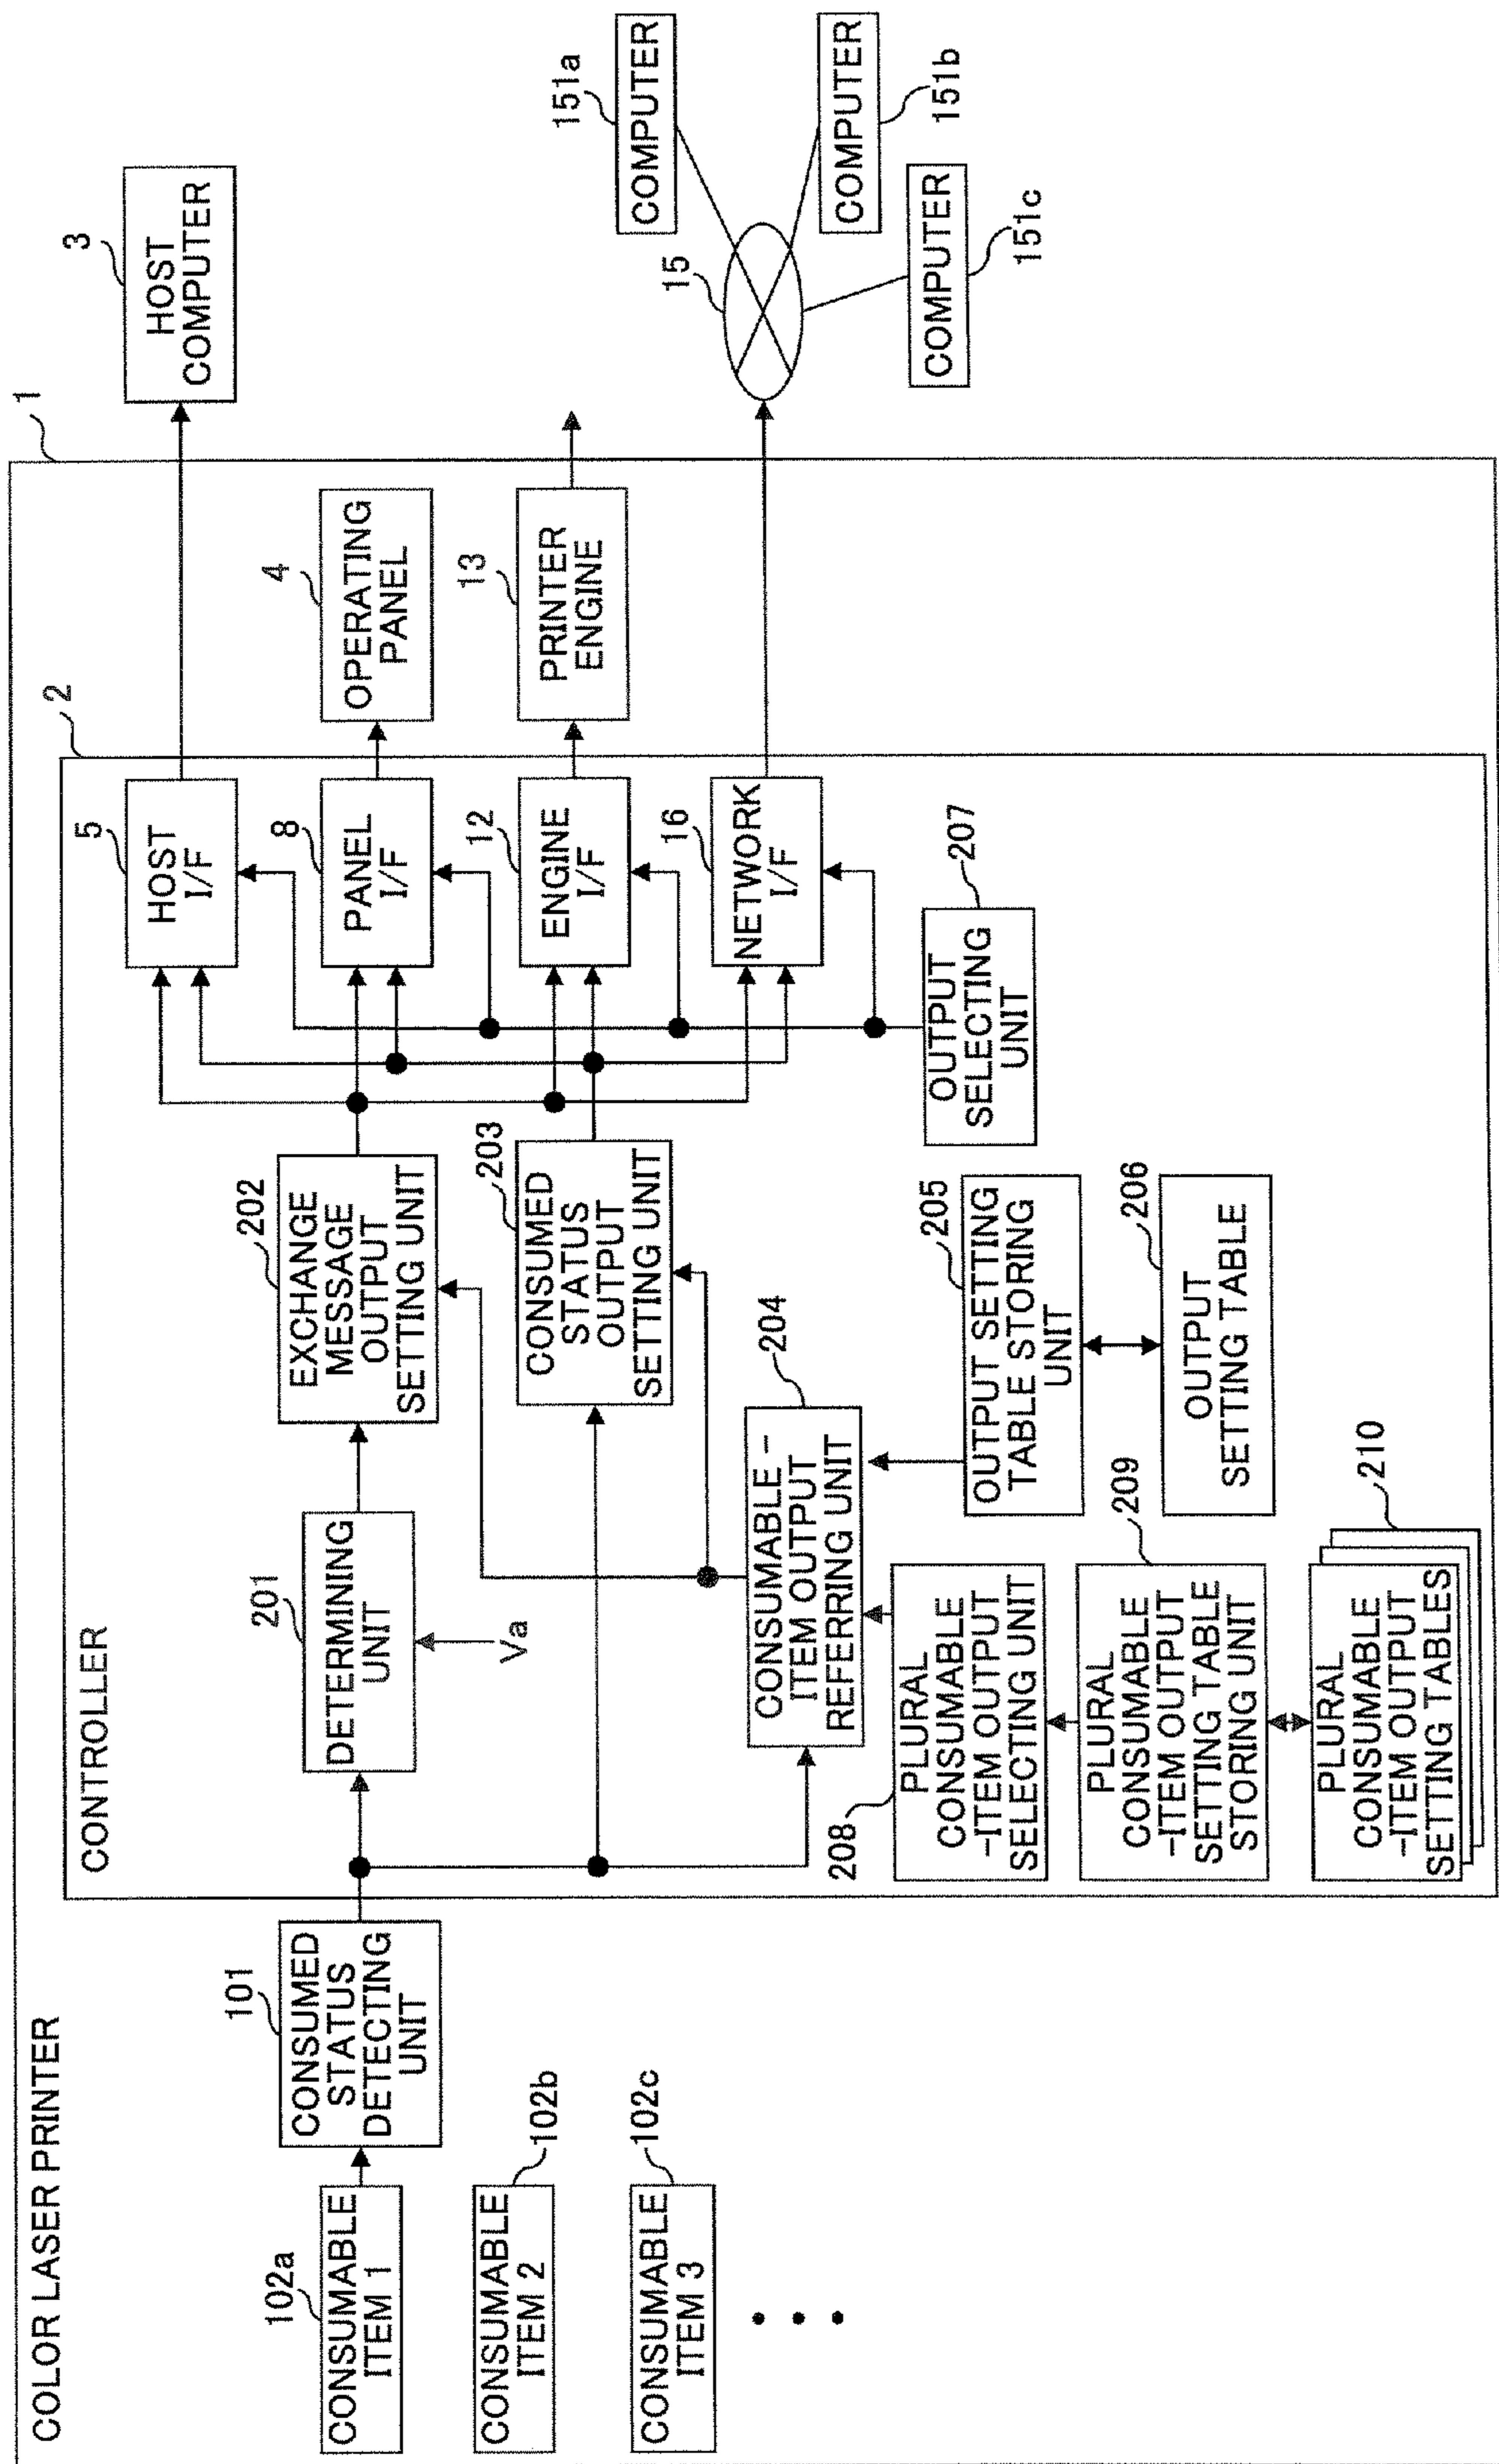 COLOR LASER PRINTER
1
CONTROLLER
2
102a
CONSUMABLE
ITEM 1
CONSUMABLE
ITEM 2
102b
CONSUMABLE
ITEM 3
102c
101
CONSUMED
STATUS
DETECTING
UNIT
201
DETERMINING
UNIT
Va
202
EXCHANGE
MESSAGE
OUTPUT
SETTING UNIT
203
CONSUMED
STATUS
OUTPUT
SETTING UNIT
204
CONSUMABLE-
ITEM OUTPUT
REFERRING UNIT
205
OUTPUT SETTING
TABLE STORING
UNIT
206
OUTPUT
SETTING TABLE
207
OUTPUT
SELECTING
UNIT
208
PLURAL
CONSUMABLE
-ITEM OUTPUT
SELECTING UNIT
209
PLURAL
CONSUMABLE
-ITEM OUTPUT
SETTING TABLE
STORING UNIT
210
PLURAL
CONSUMABLE
-ITEM OUTPUT
SETTING TABLES
5
HOST
I/F
8
PANEL
I/F
12
ENGINE
I/F
16
NETWORK
I/F
4
OPERATING
PANEL
13
PRINTER
ENGINE
3
HOST
COMPUTER
15
151a
COMPUTER
COMPUTER
151b
COMPUTER
151c